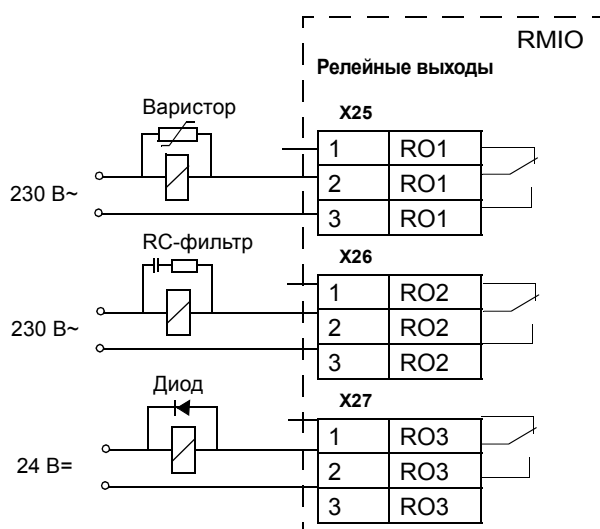 RMIO
Релейные выходы
Варистор
X25
1 RO1
230 В~
2 RO1
3 RO1
RC-фильтр
X26
1 RO2
230 В~
2 RO2
3 RO2
Диод
X27
1 RO3
24 В=
2 RO3
3 RO3